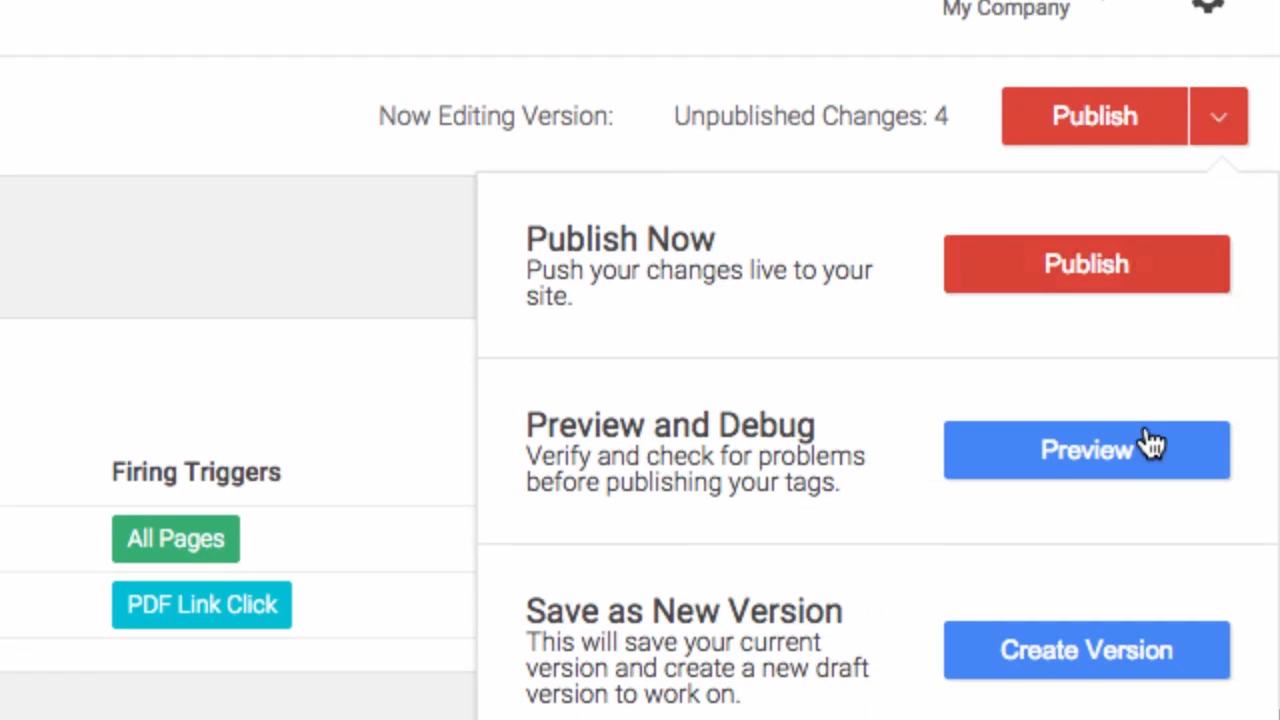 My Company
Now Editing Version:
Unpublished Changes: 4
Publish
Publish Now
Push your changes live to your
site.
Publish
Preview and Debug
Verify and check for problems
before publishing your tags.
Preview
Firing Triggers
All Pages
PDF Link Click
Save as New Version
This will save your current
version and create a new draft
version to work on.
Create Version